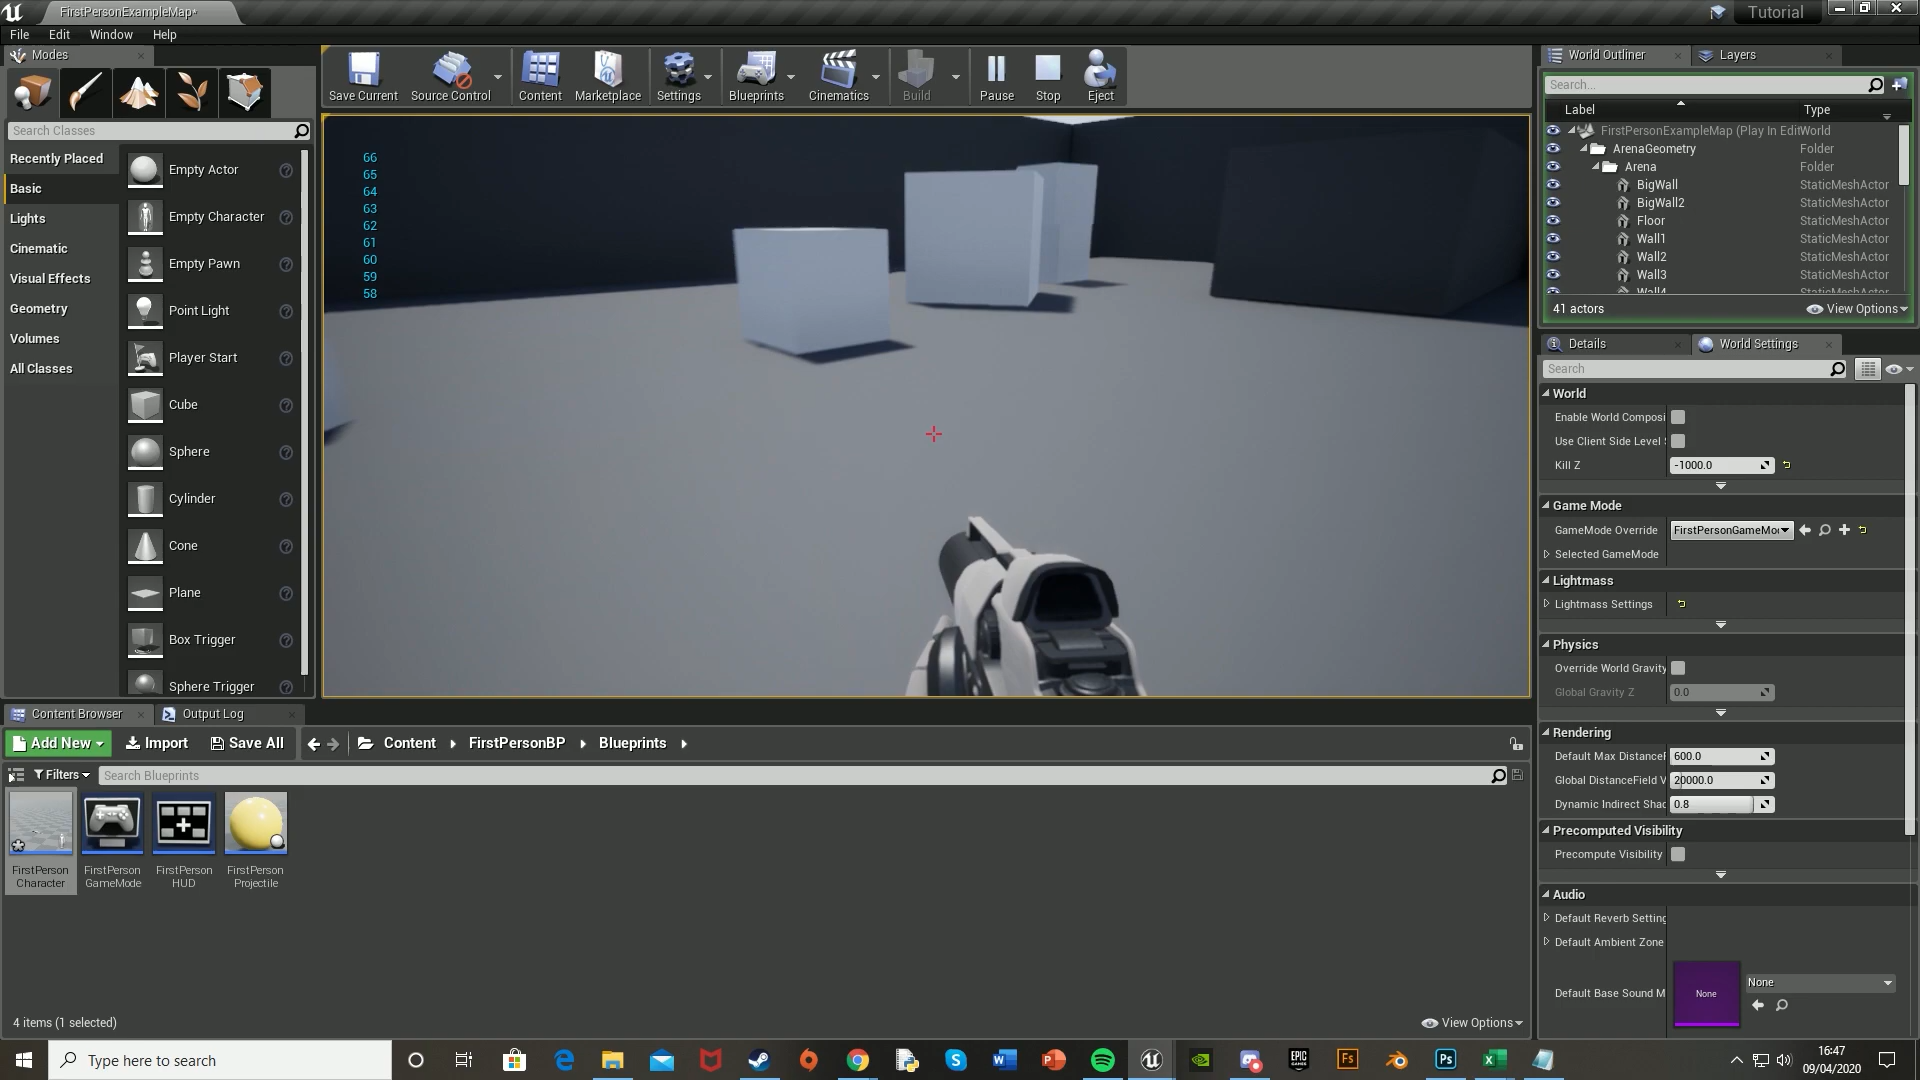 FirstPersonExampleMap*
Tutorial
File Edit Window Help
Modes
Search Classes
Recently Placed
Basic
Lights
Cinematic
Visual Effects
Geometry
Volumes
All Classes
Empty Actor
Empty Character
Empty Pawn
Point Light
Player Start
Cube
Sphere
Cylinder
Cone
Plane
Box Trigger
Sphere Trigger
Save Current
Source Control
Content
Marketplace
Settings
Blueprints
Cinematics
Build
Pause
Stop
Eject
66
65
64
63
62
61
60
59
58
World Outliner
Layers
Search...
Label Type
FirstPersonExampleMap (Play In Edit World
ArenaGeometry Folder
Arena Folder
BigWall StaticMeshActor
BigWall2 StaticMeshActor
Floor StaticMeshActor
Wall1 StaticMeshActor
Wall2 StaticMeshActor
Wall3 StaticMeshActor
Wall4 StaticMeshActor
41 actors View Options
Details
World Settings
Search
World
Enable World Composi
Use Client Side Level
Kill Z -1000.0
Game Mode
GameMode Override FirstPersonGameMo
Selected GameMode
Lightmass
Lightmass Settings
Physics
Override World Gravity
Global Gravity Z 0.0
Rendering
Default Max DistanceF 600.0
Global DistanceField V 20000.0
Dynamic Indirect Shad 0.8
Precomputed Visibility
Precompute Visibility
Audio
Default Reverb Setting
Default Ambient Zone
Default Base Sound M None None
Content Browser
Output Log
Add New Import Save All Content FirstPersonBP Blueprints
Filters Search Blueprints
FirstPerson
Character
FirstPerson
GameMode
FirstPerson
HUD
FirstPerson
Projectile
4 items (1 selected) View Options
Type here to search
EPIC
GAMES
Fs
Ps
16:47
09/04/2020